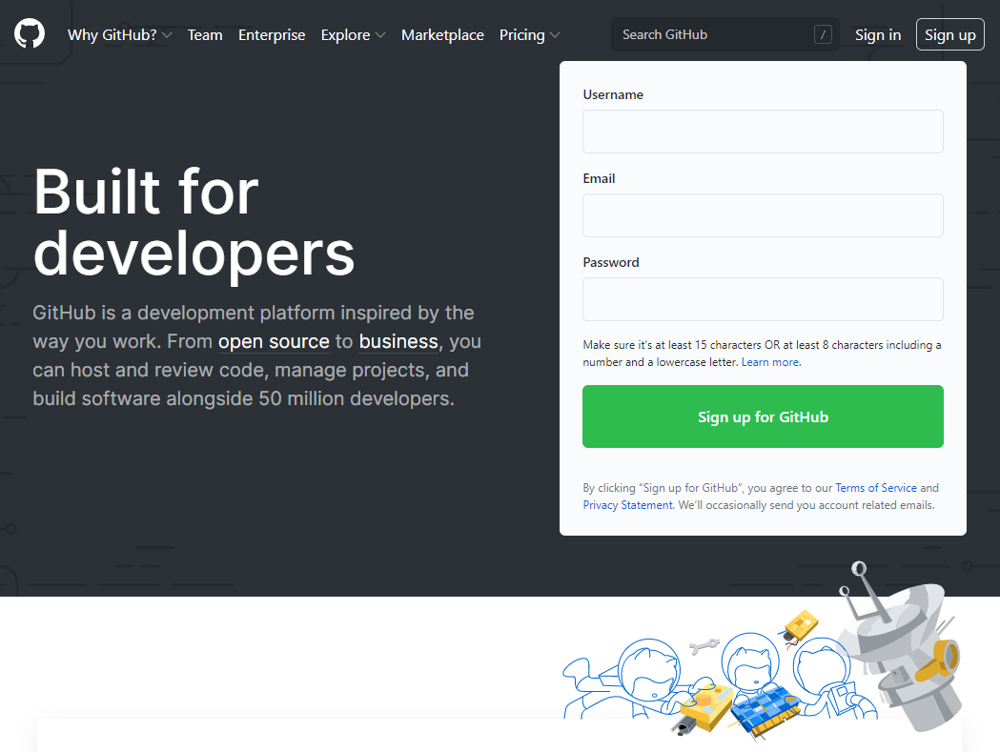 Why GitHub? Team Enterprise Explore Marketplace Pricing Search GitHub / Sign in Sign up
Built for
developers
GitHub is a development platform inspired by the
way you work. From open source to business, you
can host and review code, manage projects, and
build software alongside 50 million developers.
Username
Email
Password
Make sure it's at least 15 characters OR at least 8 characters including a
number and a lowercase letter. Learn more.
Sign up for GitHub
By clicking “Sign up for GitHub”, you agree to our Terms of Service and
Privacy Statement. We’ll occasionally send you account related emails.